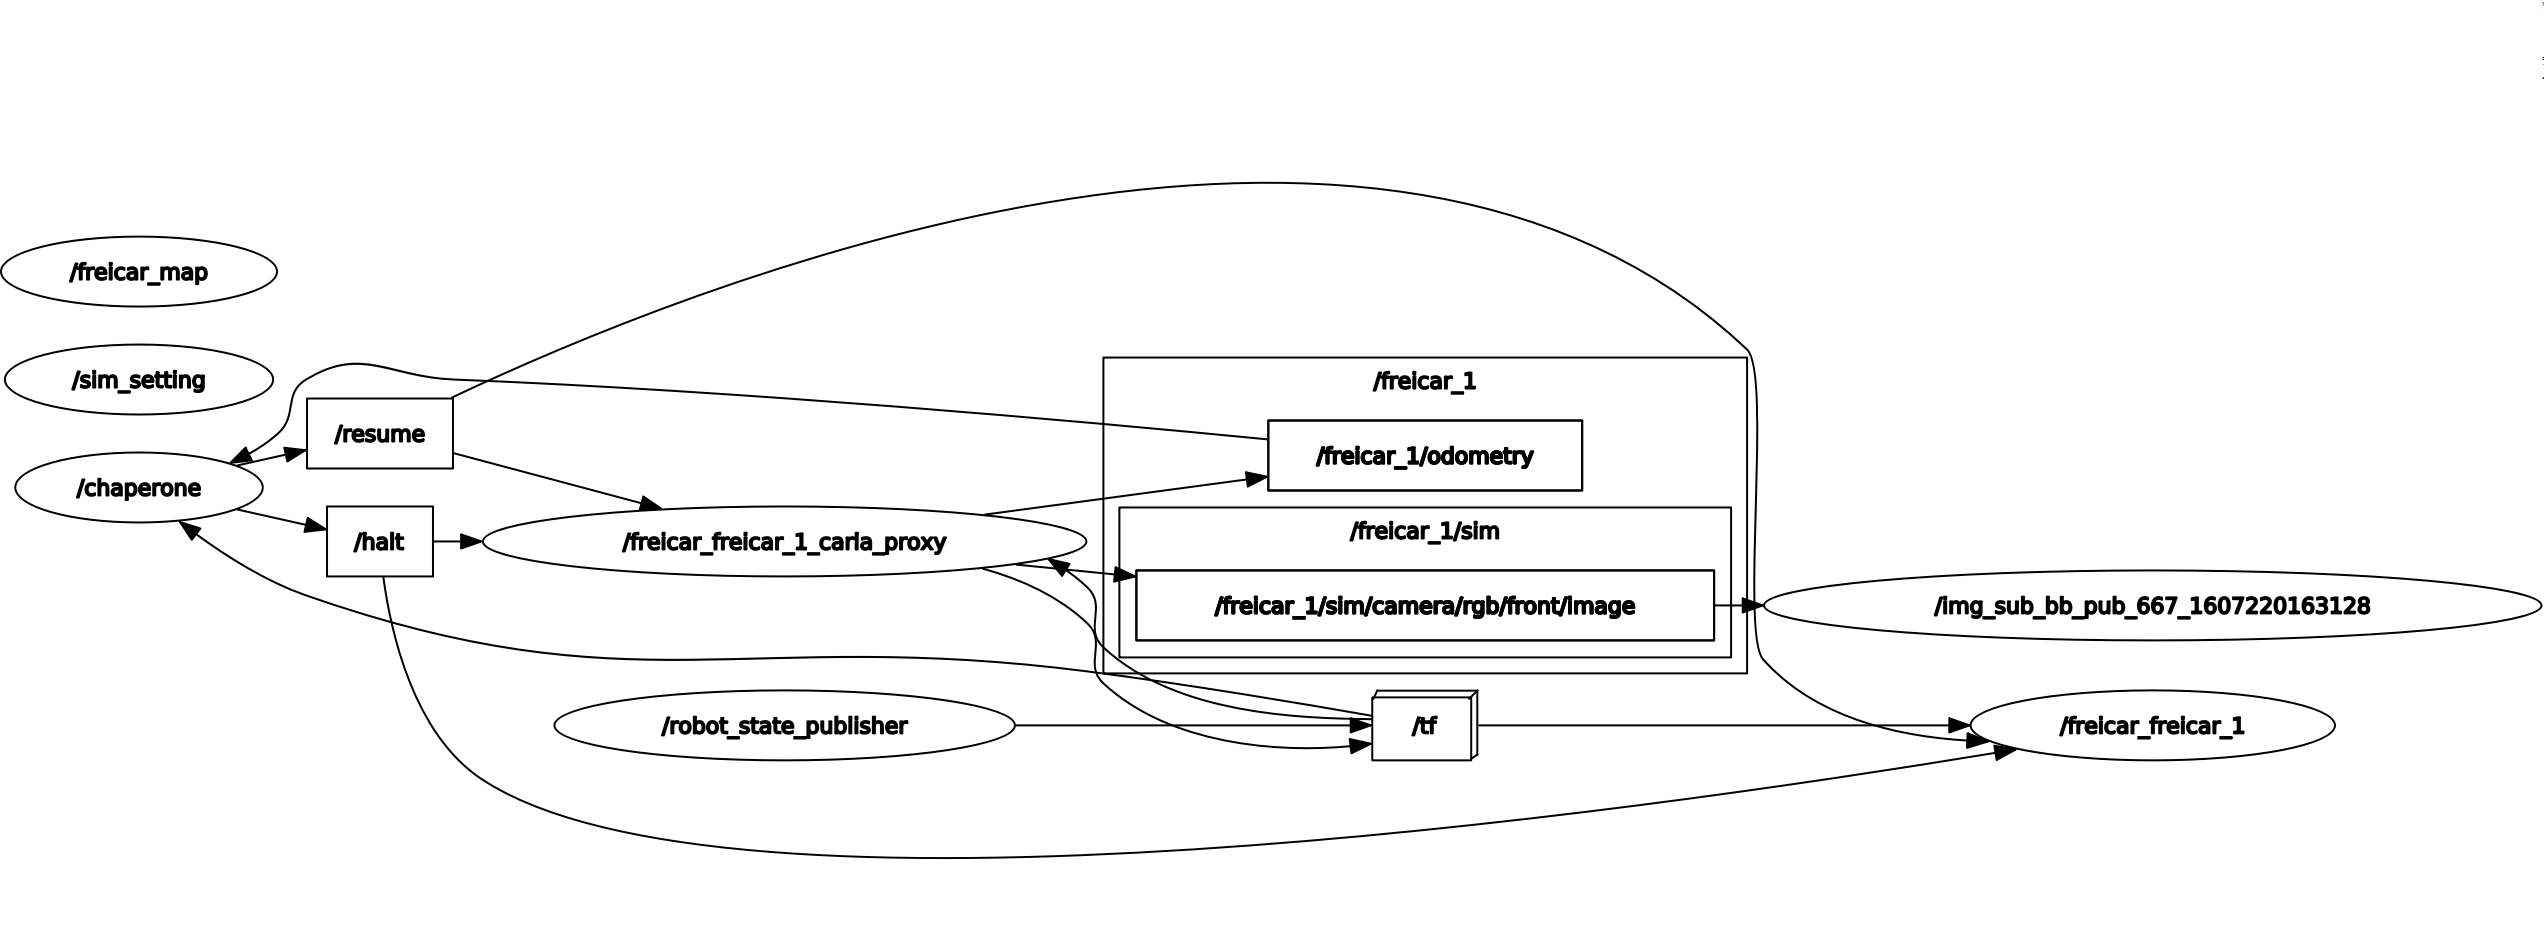 /freicar_map
/sim_setting
/freicar_1
/resume
/freicar_1/odometry
/chaperone
/freicar_1/sim
/halt
/freicar_freicar_1_carla_proxy
/freicar_1/sim/camera/rgb/front/image
/img_sub_bb_pub_667_1607220163128
/robot_state_publisher
/tf
/freicar_freicar_1